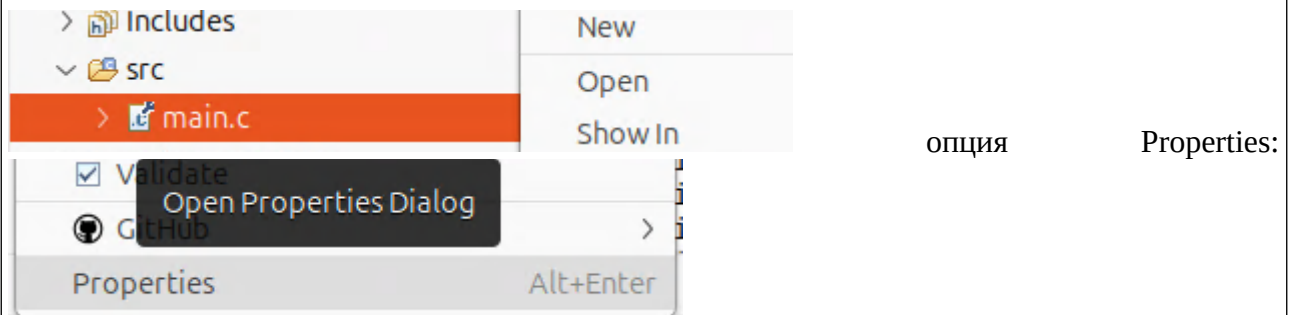 Includes
New
src
Open
main.c
Show In
опция Properties:
Validate
Open Properties Dialog
GitHub
Properties Alt+Enter